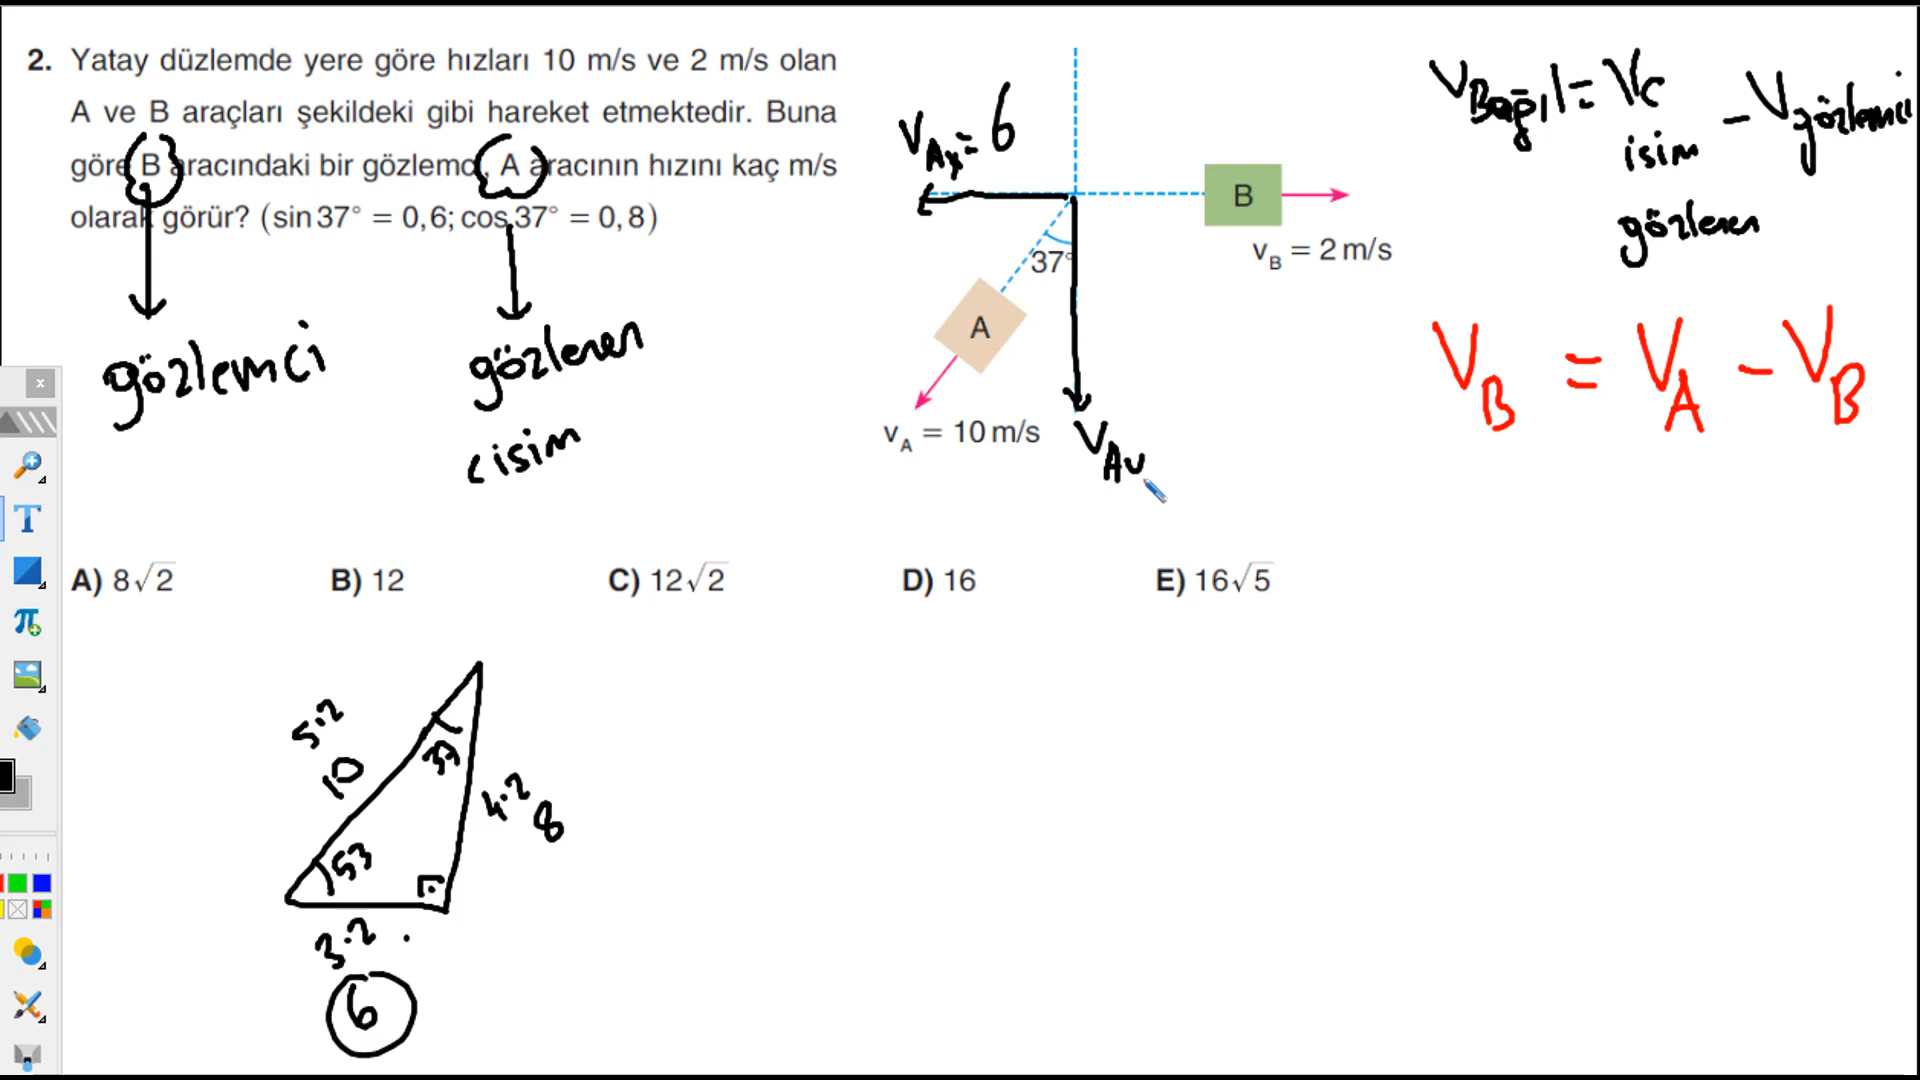 2. Yatay düzlemde yere göre hızları 10 m/s ve 2 m/s olan
A ve B araçları şekildeki gibi hareket etmektedir. Buna
göre B aracındaki bir gözlemci, A aracının hızını kaç m/s
olarak görür? (sin 37° = 0,6; cos 37° = 0,8)
gözlemci
gözlenen
cisim
V_Ax = 6
B
v_B = 2 m/s
37°
A
v_A = 10 m/s
V_Ay
V_Bağıl = V_c
isim
gözlenen
- V_gözlemci
V_B = V_A - V_B
A) 8√2
B) 12
C) 12√2
D) 16
E) 16√5
5.2
10
37
4.2
8
53
3.2
6